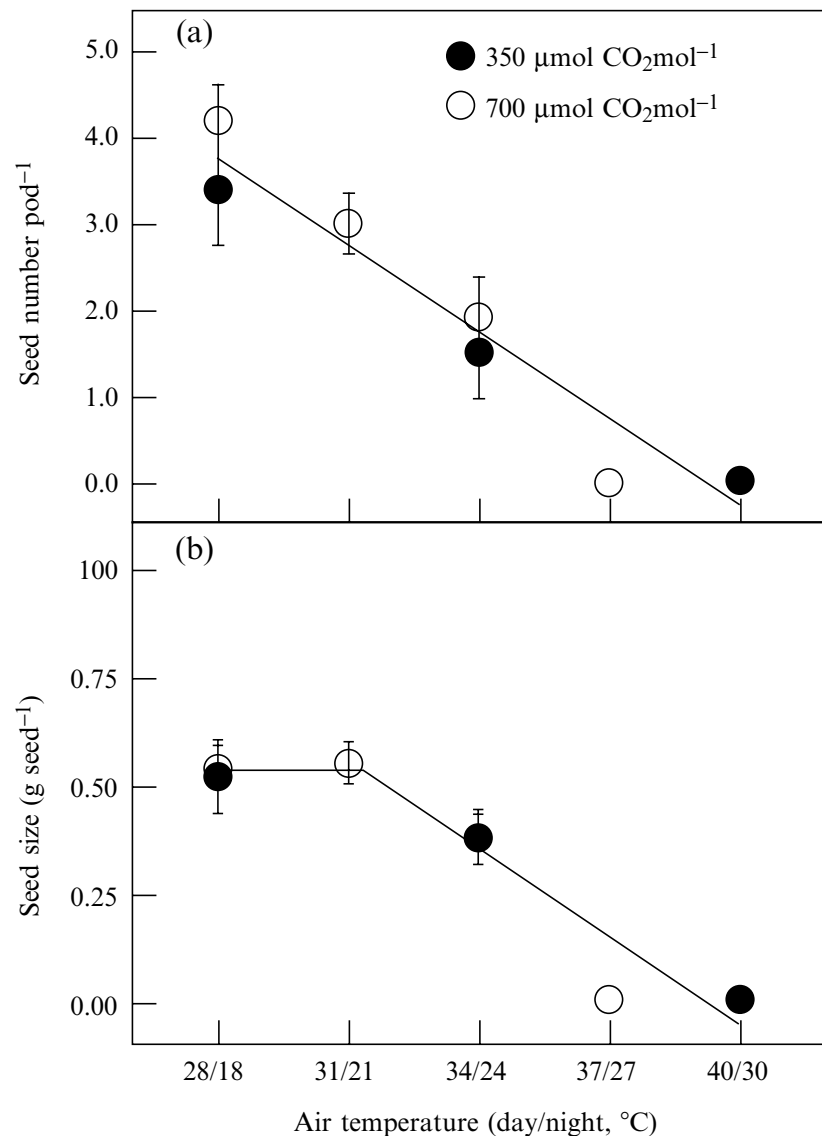 (a)
350 µmol CO₂mol⁻¹
700 µmol CO₂mol⁻¹
5.0
4.0
3.0
2.0
1.0
0.0
Seed number pod⁻¹
(b)
100
0.75
0.50
0.25
0.00
Seed size (g seed⁻¹)
28/18 31/21 34/24 37/27 40/30
Air temperature (day/night, °C)